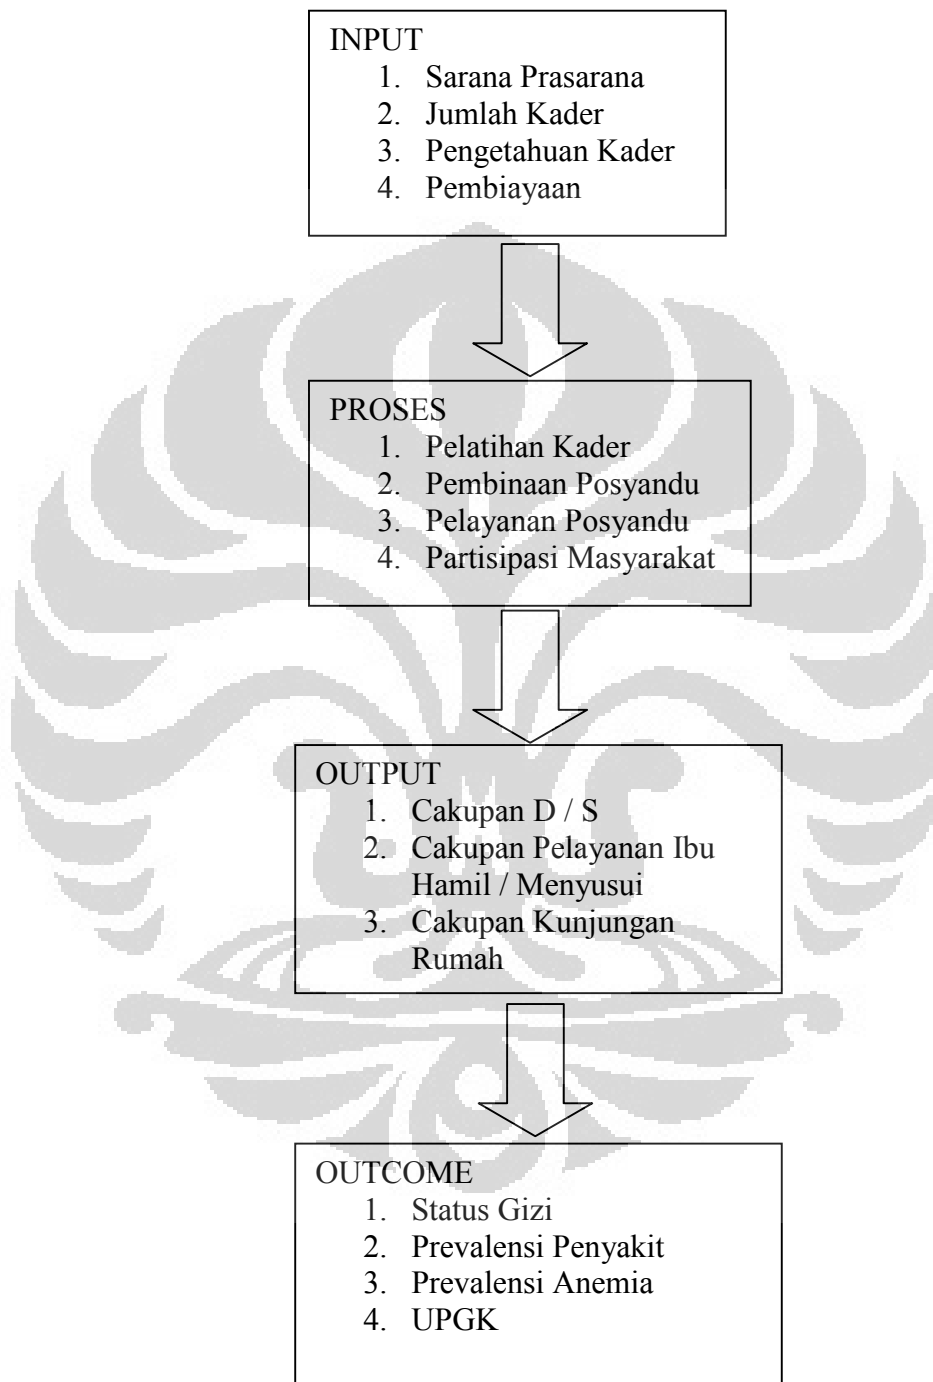 INPUT
1. Sarana Prasarana
2. Jumlah Kader
3. Pengetahuan Kader
4. Pembiayaan
PROSES
1. Pelatihan Kader
2. Pembinaan Posyandu
3. Pelayanan Posyandu
4. Partisipasi Masyarakat
OUTPUT
1. Cakupan D / S
2. Cakupan Pelayanan Ibu
Hamil / Menyusui
3. Cakupan Kunjungan
Rumah
OUTCOME
1. Status Gizi
2. Prevalensi Penyakit
3. Prevalensi Anemia
4. UPGK